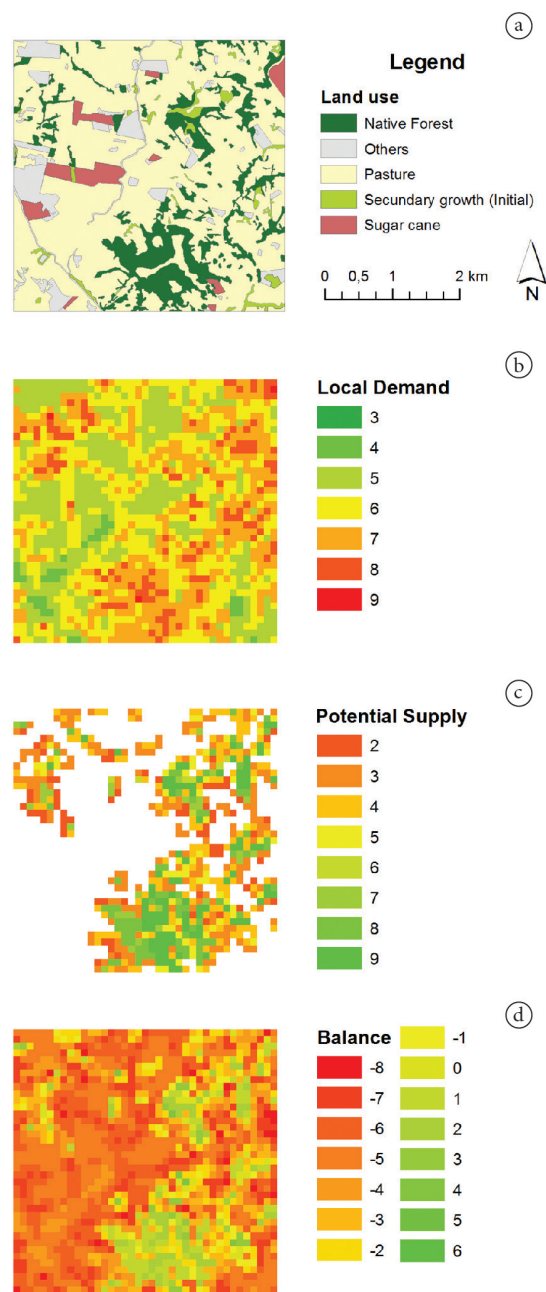 a
Legend
Land use
Native Forest
Others
Pasture
Secundary growth (Initial)
Sugar cane
0 0,5 1 2 km
N
b
Local Demand
3
4
5
6
7
8
9
c
Potential Supply
2
3
4
5
6
7
8
9
d
Balance
-8
-7
-6
-5
-4
-3
-2
-1
0
1
2
3
4
5
6